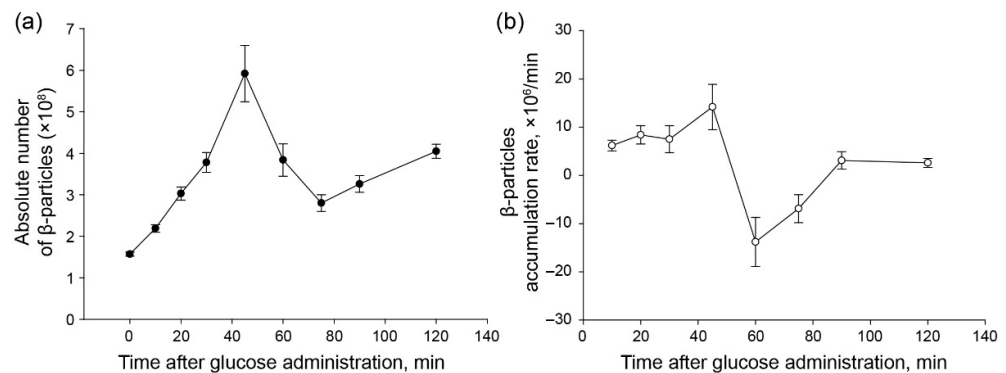 (a)
Absolute number
of β-particles (×10⁸)
7
6
5
4
3
2
1
0
0 20 40 60 80 100 120 140
Time after glucose administration, min
(b)
β-particles
accumulation rate, ×10⁶/min
30
20
10
0
–10
–20
–30
0 20 40 60 80 100 120 140
Time after glucose administration, min